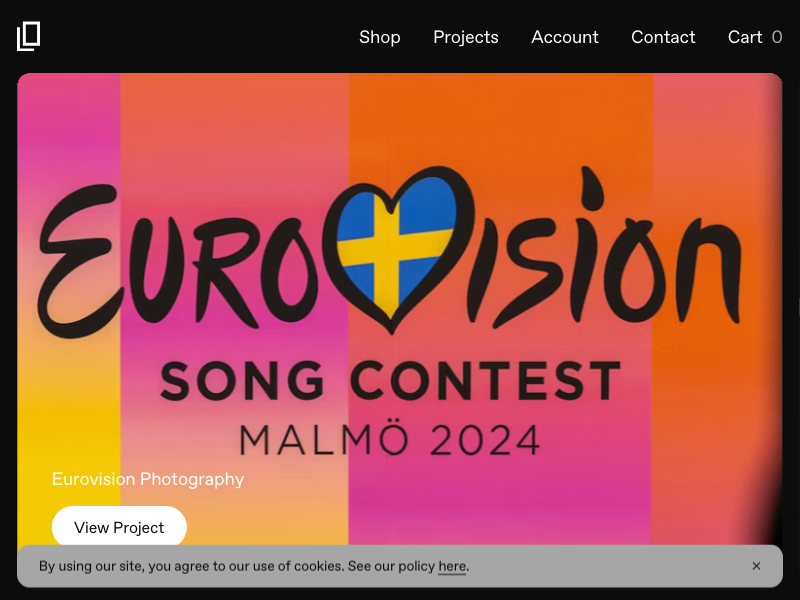 Shop Projects Account Contact Cart 0
EUROVISION
SONG CONTEST
MALMÖ 2024
Eurovision Photography
View Project
By using our site, you agree to our use of cookies. See our policy here. ×